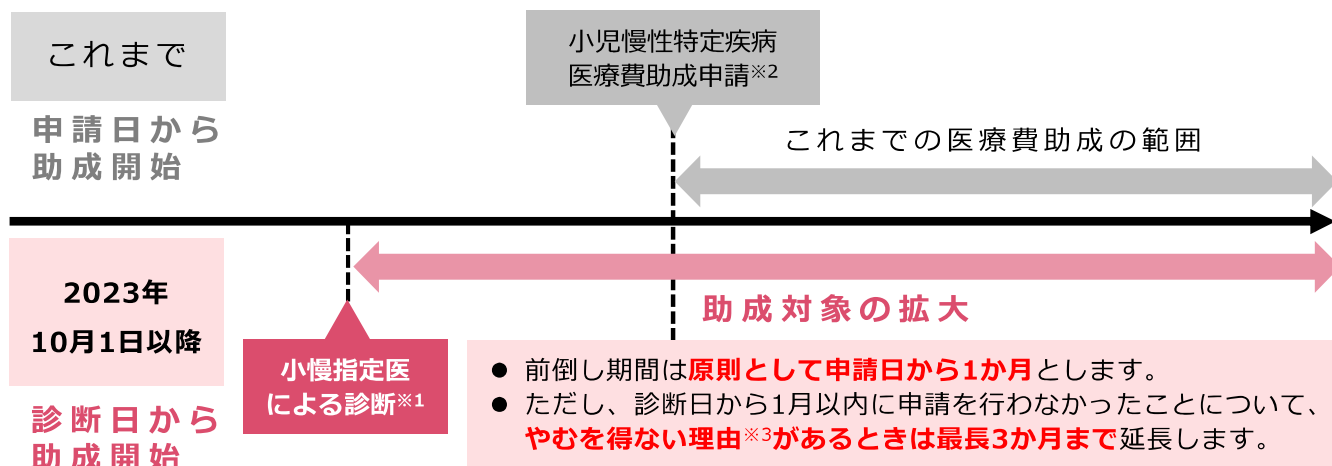 これまで
申請日から
助成開始
小児慢性特定疾病
医療費助成申請※2
これまでの医療費助成の範囲
2023年
10月1日以降
診断日から
助成開始
小慢指定医
による診断※1
助成対象の拡大
● 前倒し期間は原則として申請日から1か月とします。
● ただし、診断日から1月以内に申請を行わなかったことについて、
やむを得ない理由※3があるときは最長3か月まで延長します。